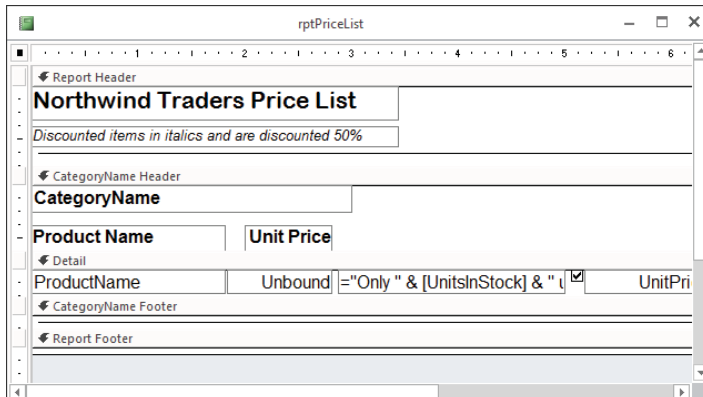 rptPriceList
1 2 3 4 5 6
Report Header
Northwind Traders Price List
Discounted items in italics and are discounted 50%
CategoryName Header
CategoryName
Product Name Unit Price
Detail
ProductName Unbound ="Only " & [UnitsInStock] & " u UnitPri
CategoryName Footer
Report Footer